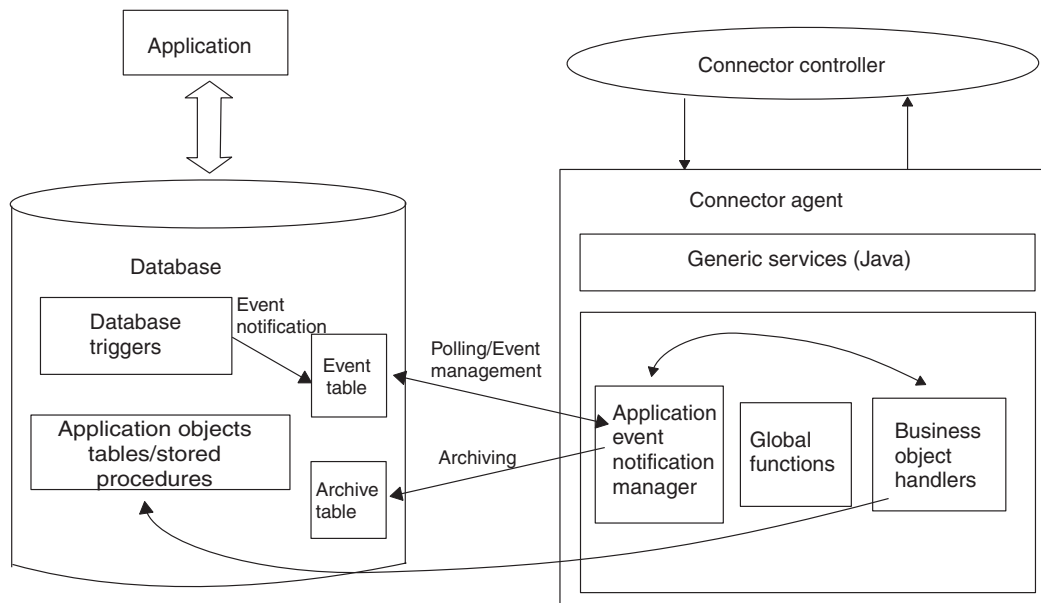 Application
Connector controller
Connector agent
Generic services (Java)
Database
Database
triggers
Event
notification
Event
table
Polling/Event
management
Application objects
tables/stored
procedures
Archiving
Archive
table
Application
event
notification
manager
Global
functions
Business
object
handlers